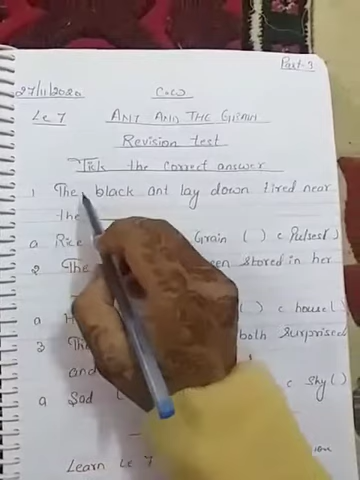 Part-3
27/11/2020 C.W
Le 7 ANT AND THE GRAIN
Revision test
Tick the correct answer
1 The black ant lay down tired near
the
a Rice Grain ( ) c Pulses( )
2 The een stored in her
a H ( ) c house( )
3 The both surprised
and
a Sad ( c Shy( )
Learn Le 7